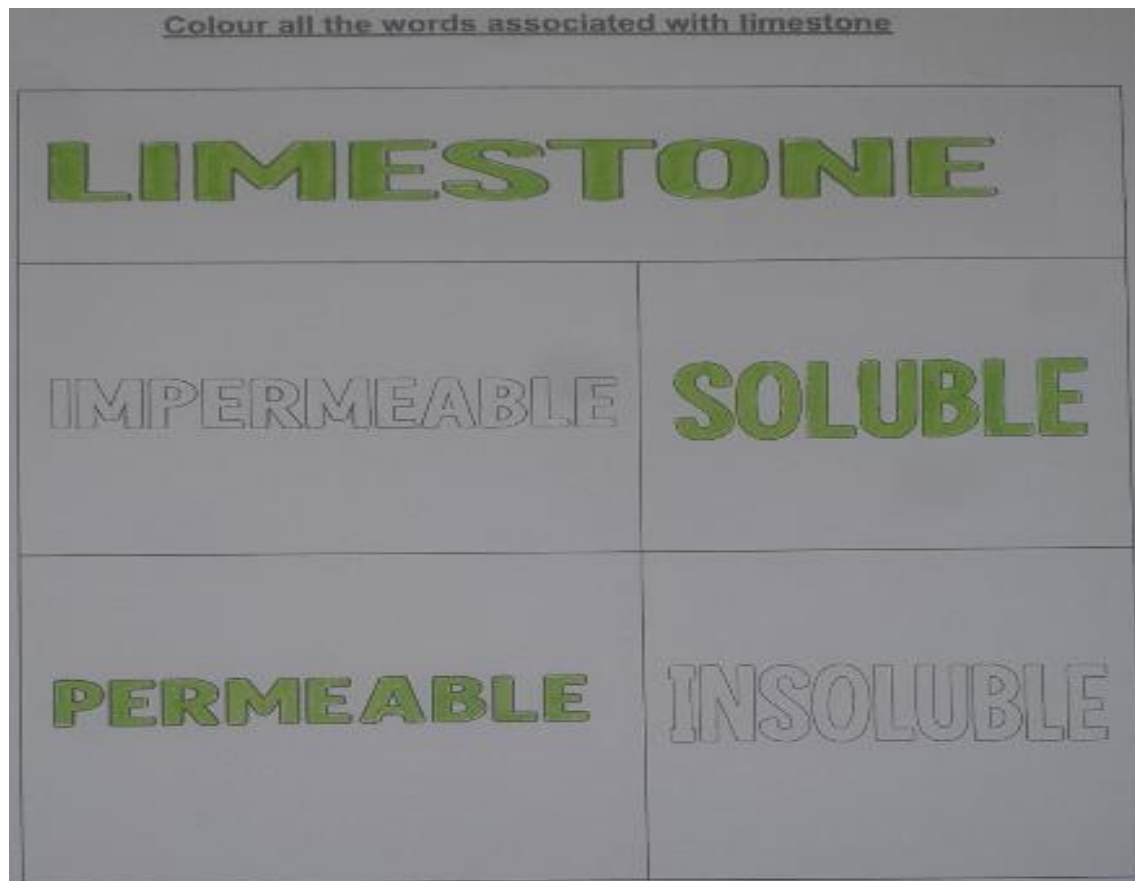 Colour all the words associated with limestone
LIMESTONE
IMPERMEABLE
SOLUBLE
PERMEABLE
INSOLUBLE